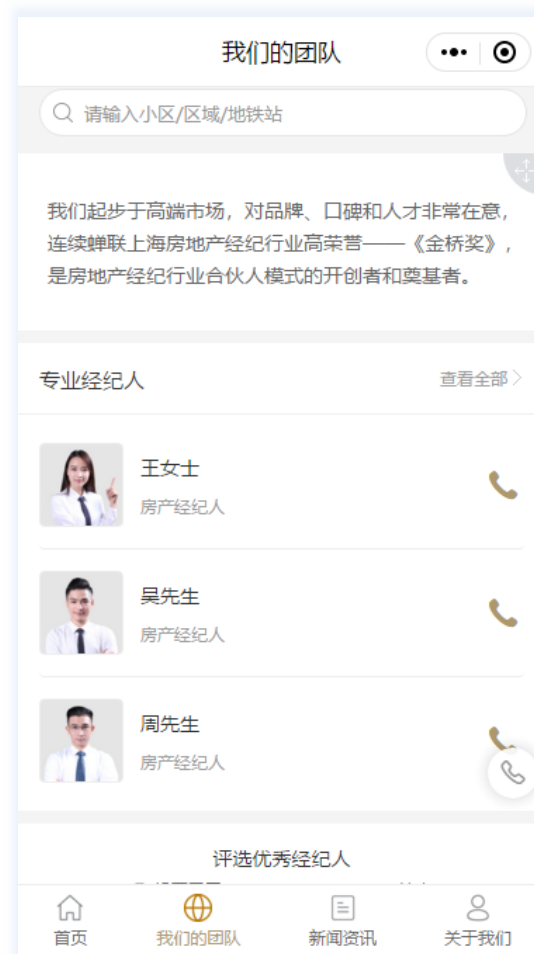 我们的团队
请输入小区/区域/地铁站
我们起步于高端市场，对品牌、口碑和人才非常在意，
连续蝉联上海房地产经纪行业高荣誉——《金桥奖》，
是房地产经纪行业合伙人模式的开创者和奠基者。
专业经纪人
查看全部
王女士
房产经纪人
吴先生
房产经纪人
周先生
房产经纪人
评选优秀经纪人
首页
我们的团队
新闻资讯
关于我们